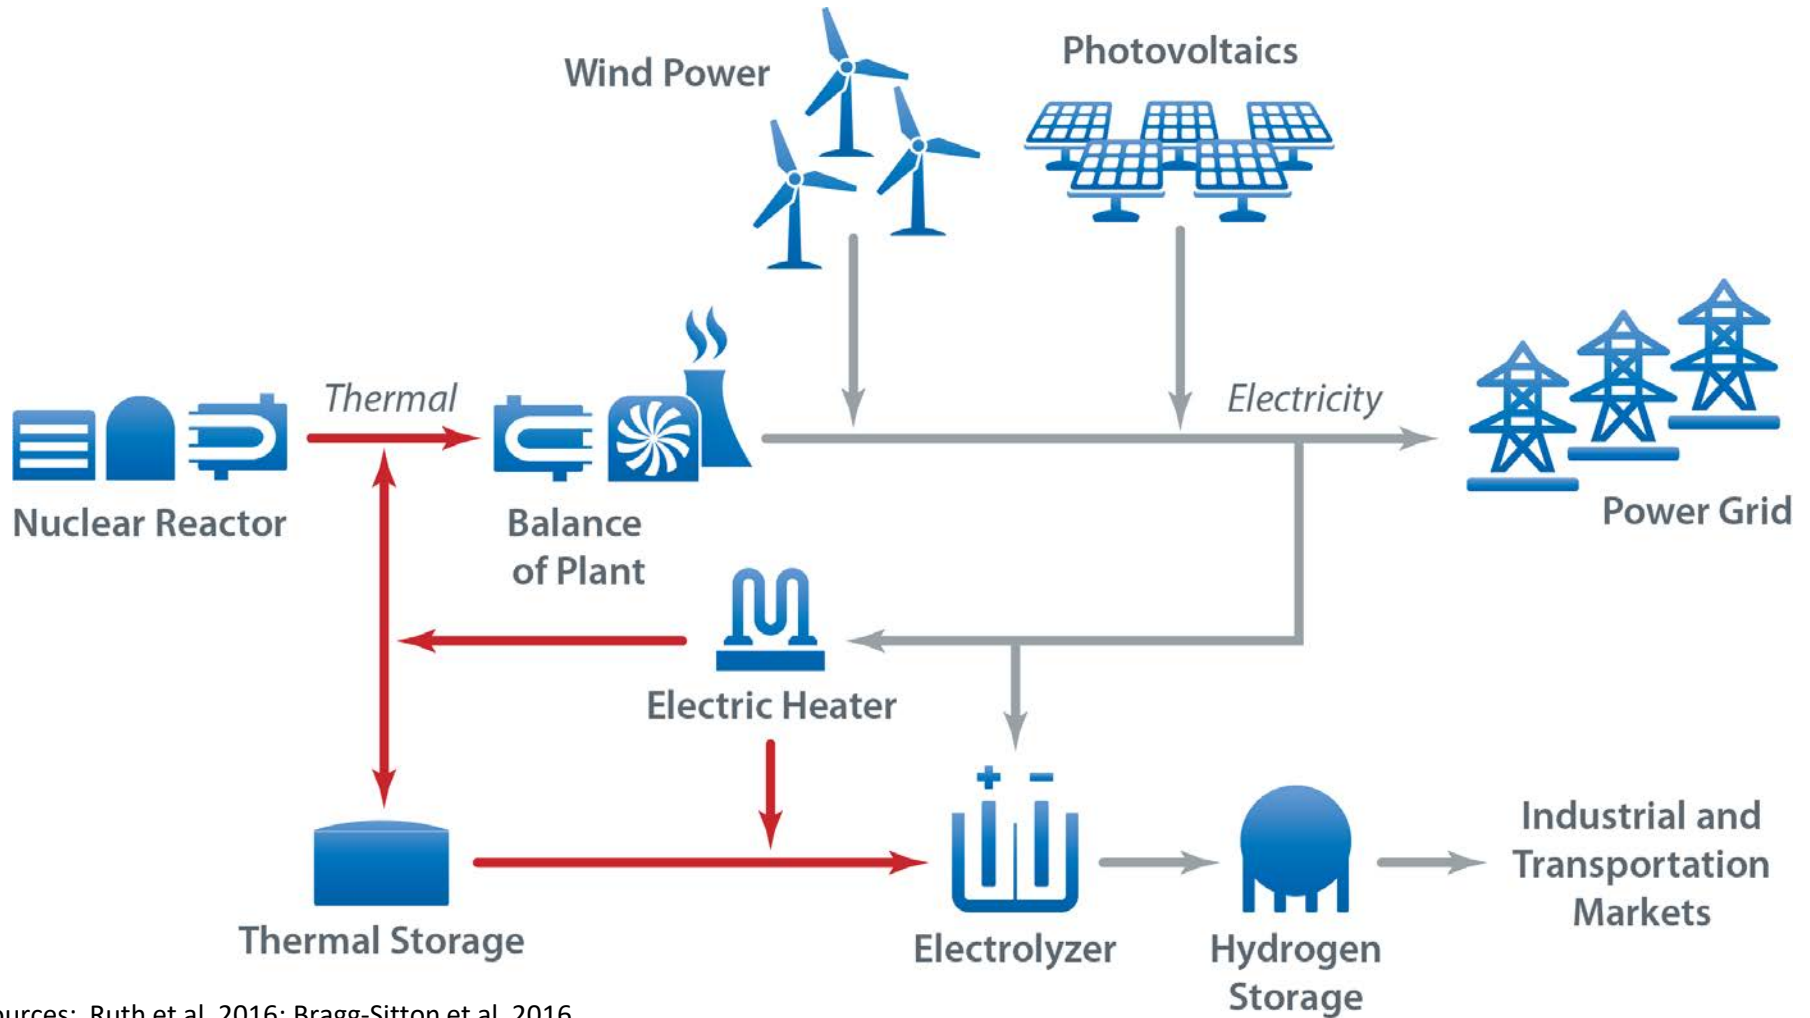 Wind Power
Photovoltaics
Thermal
Electricity
Nuclear Reactor
Balance
of Plant
Power Grid
Electric Heater
+ −
Thermal Storage
Electrolyzer
Hydrogen
Storage
Industrial and
Transportation
Markets
Ruth et al. 2016; Bragg-Sitton et al. 2016